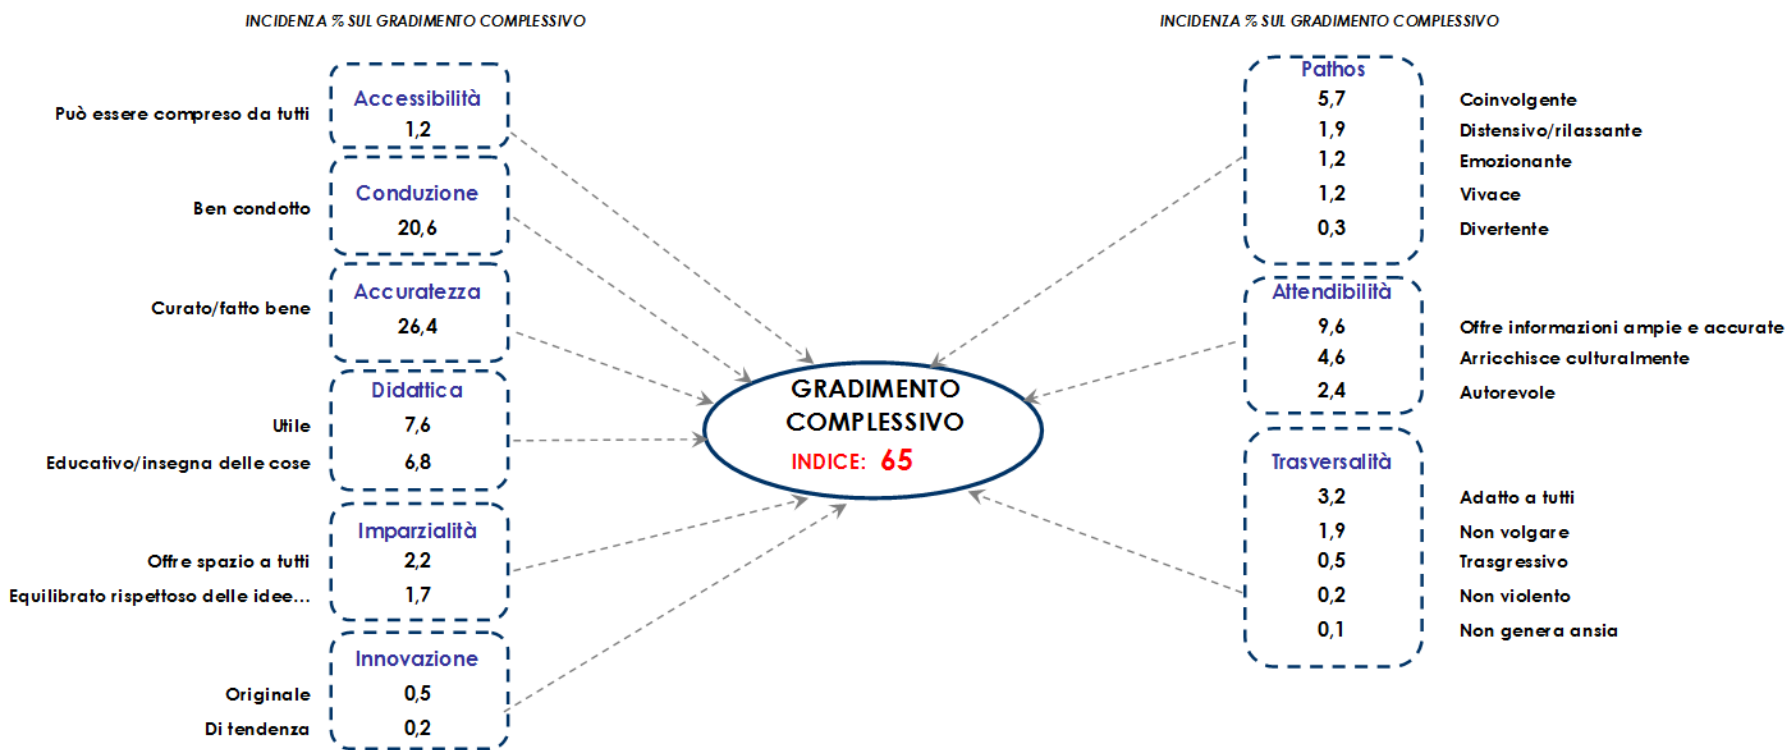 INCIDENZA % SUL GRADIMENTO COMPLESSIVO
Accessibilità
Può essere compreso da tutti
1,2
Conduzione
Ben condotto
20,6
Accuratezza
Curato/fatto bene
26,4
Didattica
Utile
7,6
Educativo/insegna delle cose
6,8
Imparzialità
Offre spazio a tutti
2,2
Equilibrato rispettoso delle idee...
1,7
Innovazione
Originale
0,5
Di tendenza
0,2
GRADIMENTO
COMPLESSIVO
INDICE: 65
INCIDENZA % SUL GRADIMENTO COMPLESSIVO
Pathos
5,7 Coinvolgente
1,9 Distensivo/rilassante
1,2 Emozionante
1,2 Vivace
0,3 Divertente
Attendibilità
9,6 Offre informazioni ampie e accurate
4,6 Arricchisce culturalmente
2,4 Autorevole
Trasversalità
3,2 Adatto a tutti
1,9 Non volgare
0,5 Trasgressivo
0,2 Non violento
0,1 Non genera ansia